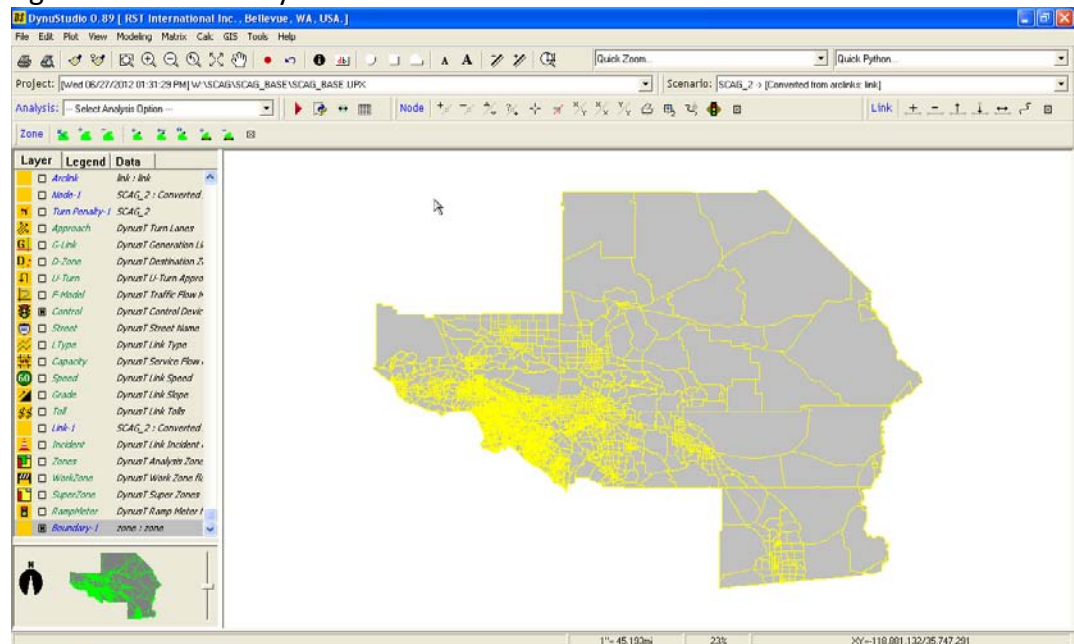 DynuStudio 0.89 [ RST International Inc., Bellevue, WA, USA.]
File Edit Plot View Modeling Matrix Calc GIS Tools Help
A A Quick Zoom... Quick Python...
Project: [Wed 06/27/2012 01:31:29 PM] W:\SCAG\SCAG_BASE\SCAG_BASE.UPX Scenario: SCAG_2 -> [Converted from arclinks: link]
Analysis: -- Select Analysis Option -- Node Link
Zone
Layer Legend Data
Arclink link : link
Node-1 SCAG_2 : Converted
Turn Penalty-1 SCAG_2
Approach DynusT Turn Lanes
G-Link DynusT Generation Li
D-Zone DynusT Destination Z
U-Turn DynusT U-Turn Appro
F-Model DynusT Traffic Flow
Control DynusT Control Devic
Street DynusT Street Name
LType DynusT Link Type
Capacity DynusT Service Flow
60 Speed DynusT Link Speed
Grade DynusT Link Slope
$$ Toll DynusT Link Tolls
Link-1 SCAG_2 : Converted
Incident DynusT Link Incident
Zones DynusT Analysis Zone
WorkZone DynusT Work Zone
SuperZone DynusT Super Zones
RampMeter DynusT Ramp Meter
Boundary-1 zone : zone
N
1"= 45.193mi 23% XY=-118.881.132/35.747.291